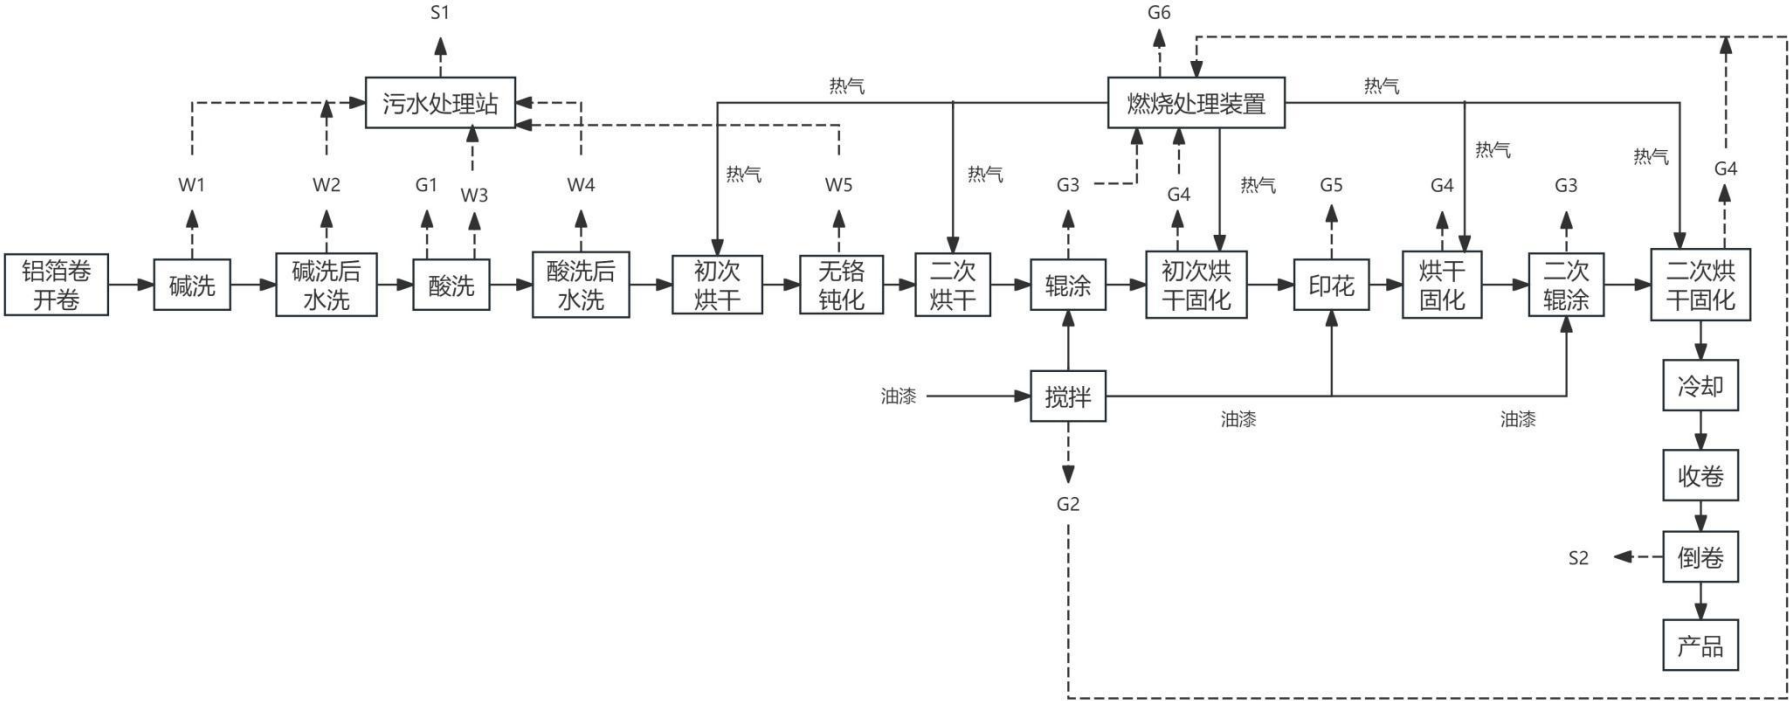 S1
G6
污水处理站
热气
燃烧处理装置
热气
W1
W2
G1
W3
W4
热气
W5
热气
G3
G4
热气
G5
G4
热气
G3
热气
G4
铝箔卷
开卷
碱洗
碱洗后
水洗
酸洗
酸洗后
水洗
初次
烘干
无铬
钝化
二次
烘干
辊涂
初次烘
干固化
印花
烘干
固化
二次
辊涂
二次烘
干固化
油漆
搅拌
油漆
油漆
冷却
收卷
G2
S2
倒卷
产品